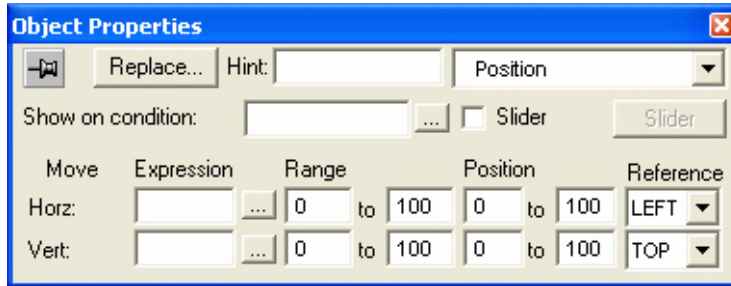 Object Properties
Replace... Hint: Position
Show on condition: ... Slider Slider
Move Expression Range Position Reference
Horz: ... 0 to 100 0 to 100 LEFT
Vert: ... 0 to 100 0 to 100 TOP